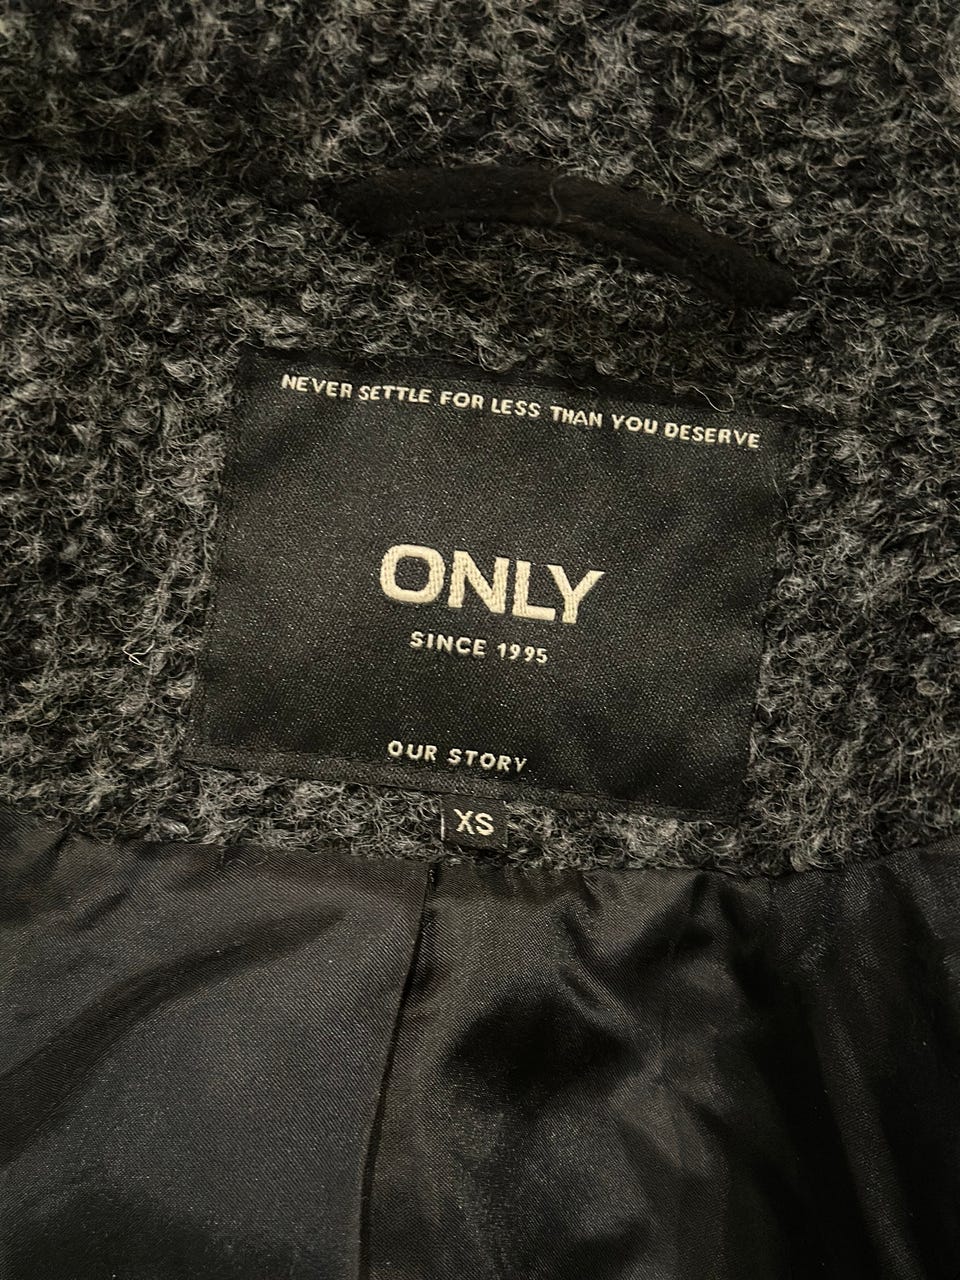 NEVER SETTLE FOR LESS THAN YOU DESERVE
ONLY
SINCE 1995
OUR STORY
XS